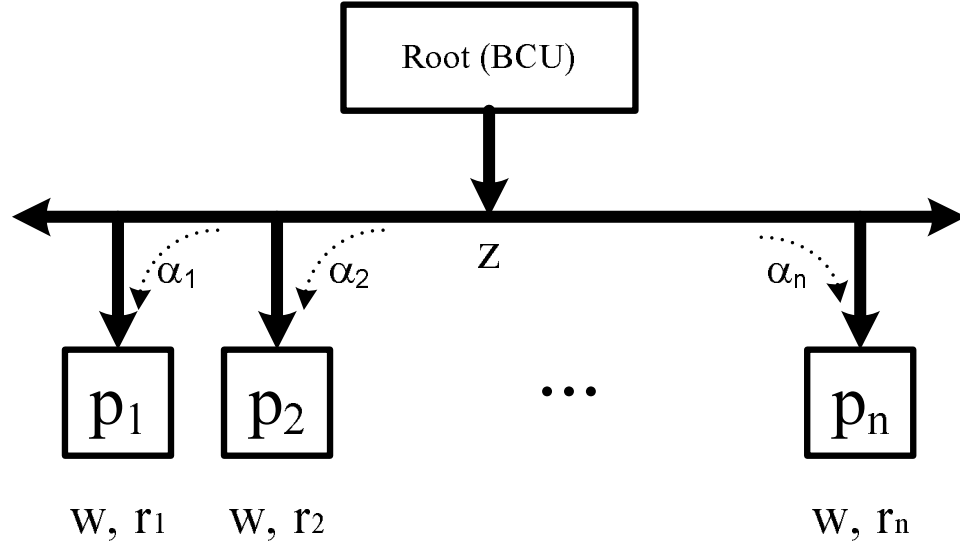 Root (BCU)
z
α1 α2 αn
p1 p2 ... pn
w, r1 w, r2 w, rn